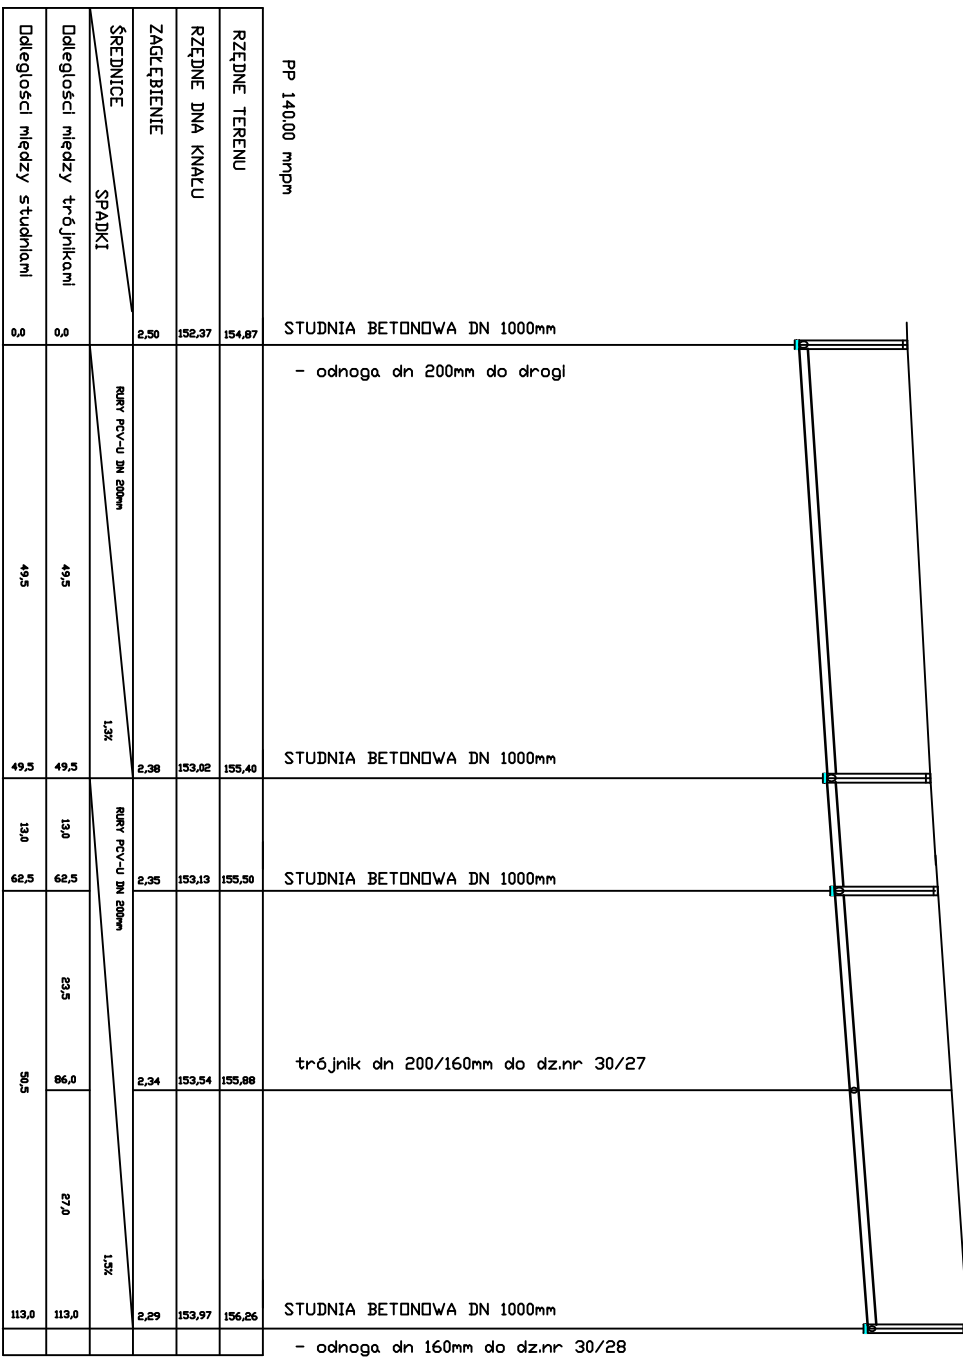 PP 140.00 mnpm
RZĘDNE TERENU
RZĘDNE DNA KNAŁU
ZAGŁĘBIENIE
ŚREDNICE
SPADKI
Odległości między trójnikami
Odległości między studniami
0,0
0,0
2,50
152,37
154,87
STUDNIA BETONOWA DN 1000mm
- odnoga dn 200mm do drogi
RURY PCV-U DN 200mm
49,5
49,5
1,3%
49,5
49,5
2,38
153,02
155,40
STUDNIA BETONOWA DN 1000mm
13,0
13,0
RURY PCV-U DN 200mm
62,5
62,5
2,35
153,13
155,50
STUDNIA BETONOWA DN 1000mm
23,5
50,5
86,0
2,34
153,54
155,88
trójnik dn 200/160mm do dz.nr 30/27
27,0
1,5%
113,0
113,0
2,29
153,97
156,26
STUDNIA BETONOWA DN 1000mm
- odnoga dn 160mm do dz.nr 30/28